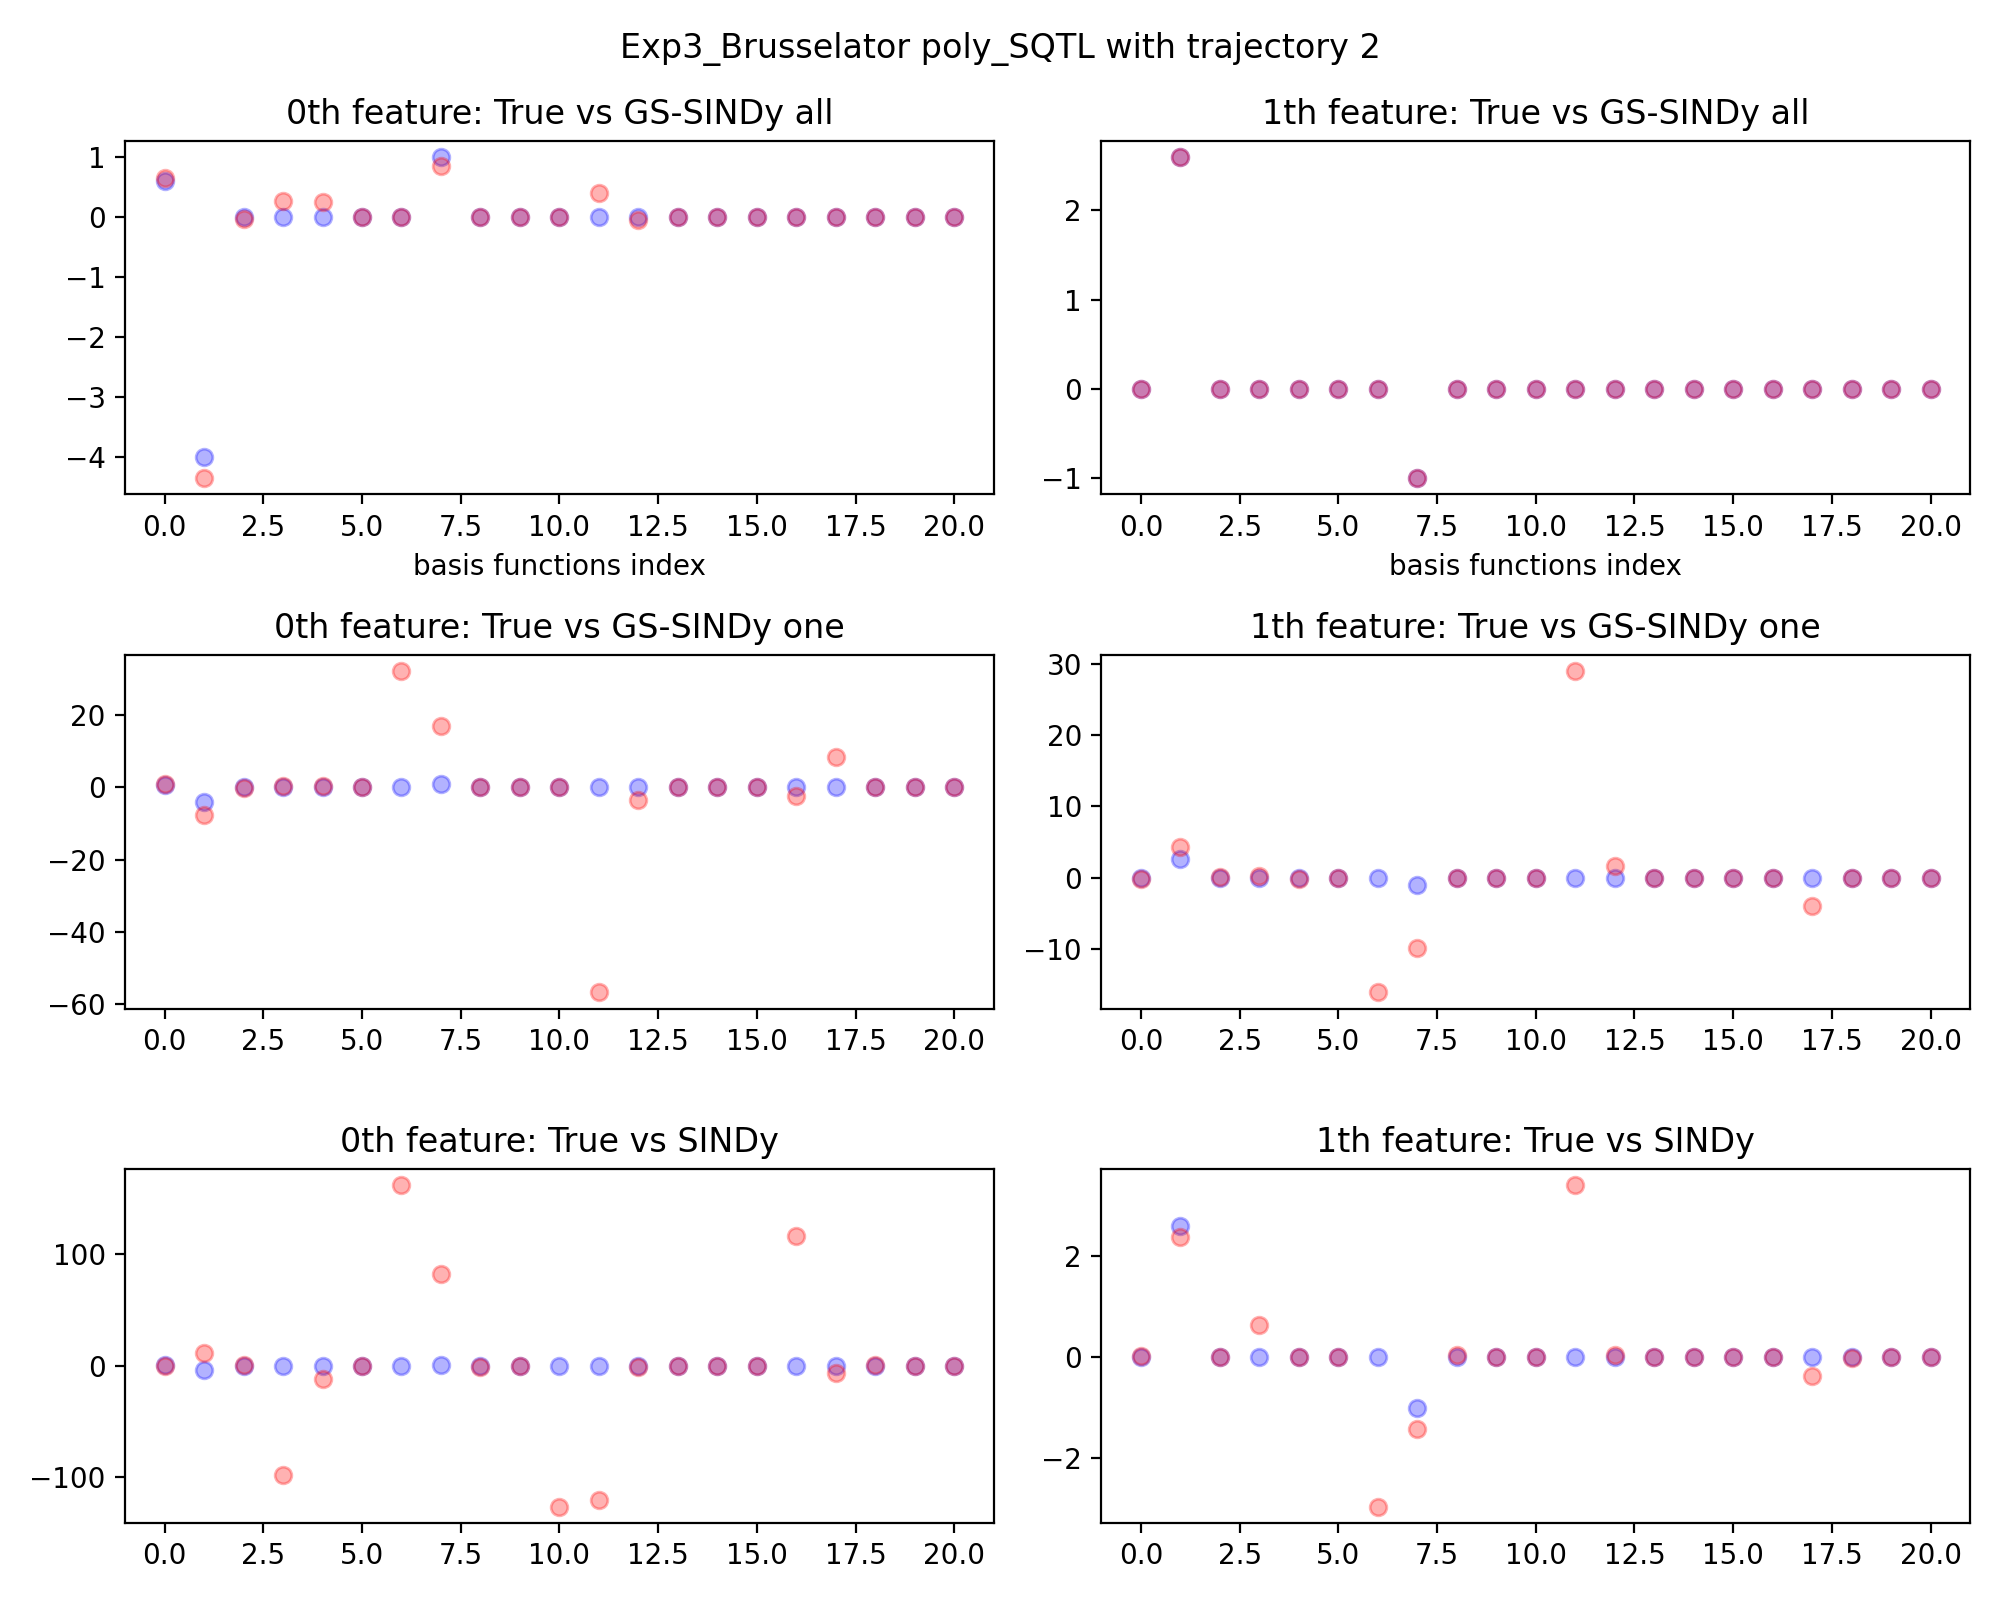 Exp3_Brusselator poly_SQTL with trajectory 2
0th feature: True vs GS-SINDy all
1
0
−1
−2
−3
−4
0.0 2.5 5.0 7.5 10.0 12.5 15.0 17.5 20.0
basis functions index
1th feature: True vs GS-SINDy all
2
1
0
−1
0.0 2.5 5.0 7.5 10.0 12.5 15.0 17.5 20.0
basis functions index
0th feature: True vs GS-SINDy one
20
0
−20
−40
−60
0.0 2.5 5.0 7.5 10.0 12.5 15.0 17.5 20.0
1th feature: True vs GS-SINDy one
30
20
10
0
−10
0.0 2.5 5.0 7.5 10.0 12.5 15.0 17.5 20.0
0th feature: True vs SINDy
100
0
−100
0.0 2.5 5.0 7.5 10.0 12.5 15.0 17.5 20.0
1th feature: True vs SINDy
2
0
−2
0.0 2.5 5.0 7.5 10.0 12.5 15.0 17.5 20.0